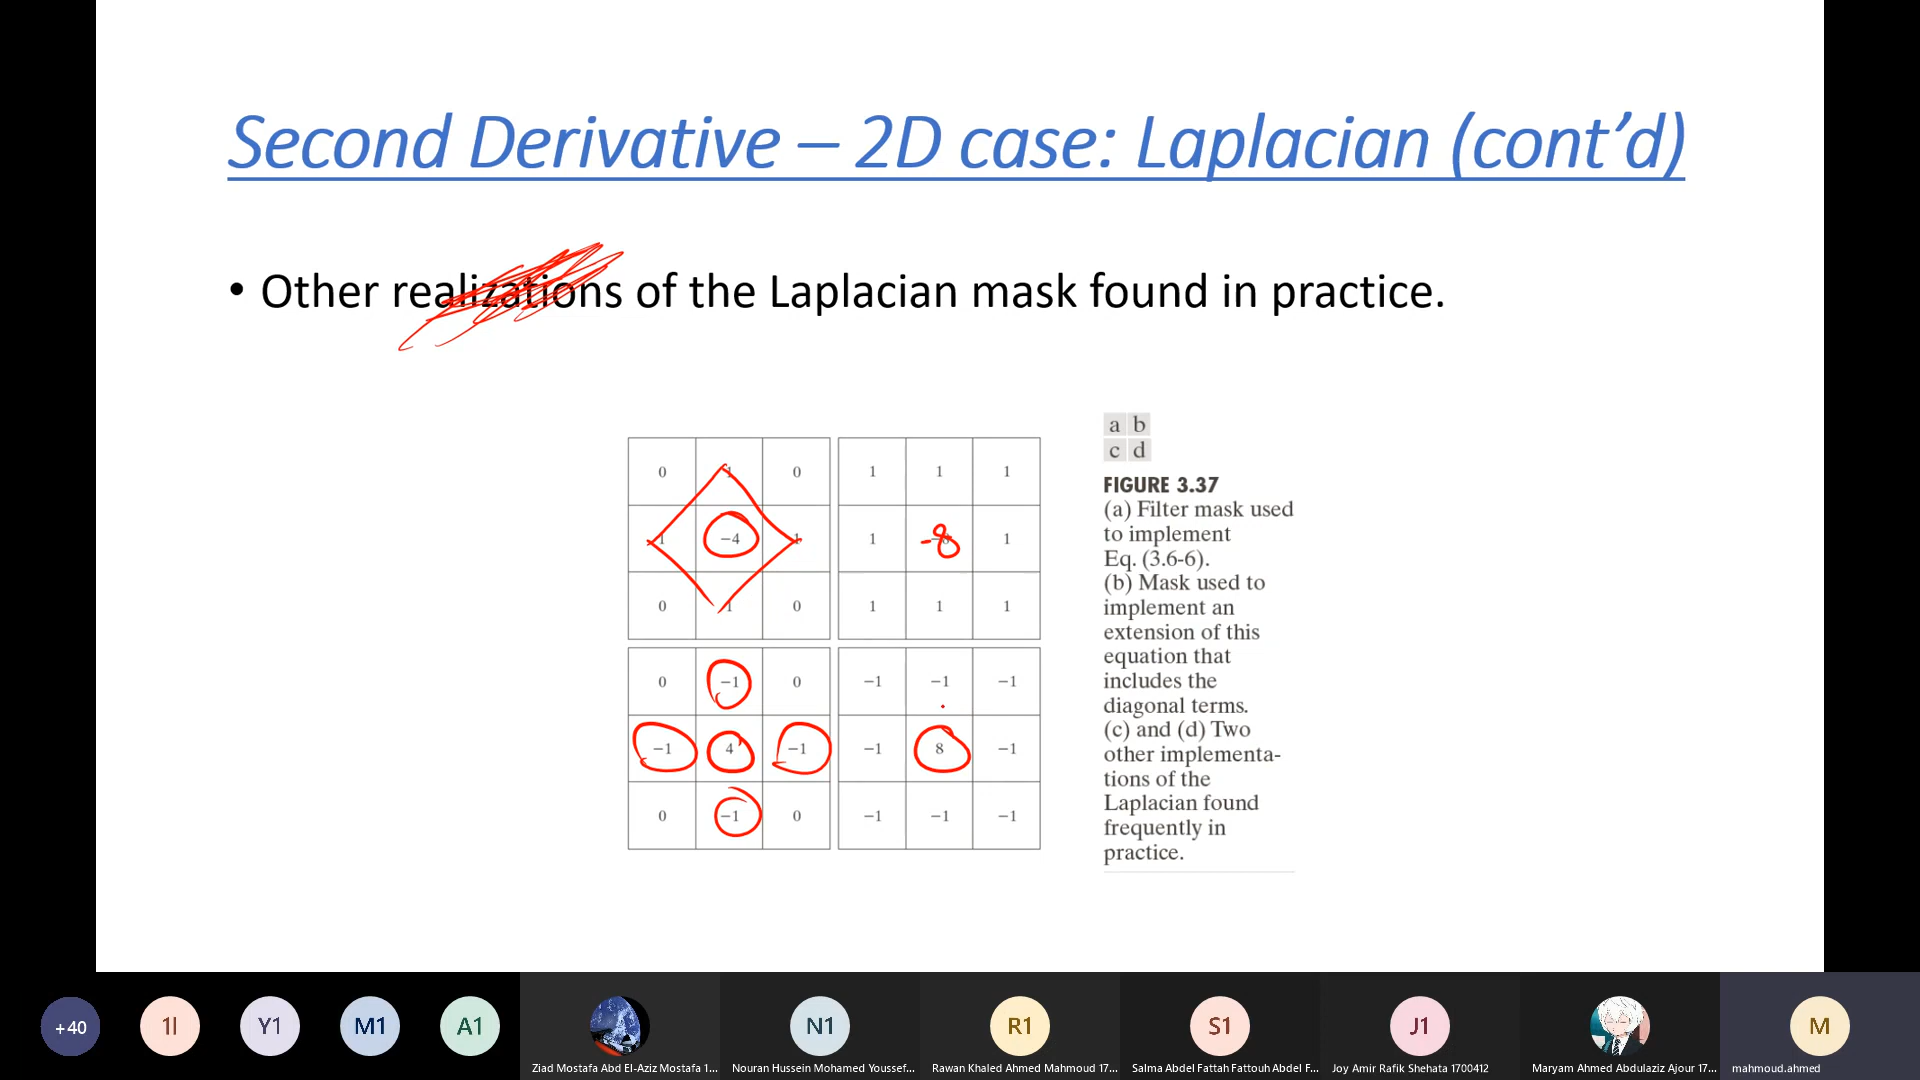 Second Derivative – 2D case: Laplacian (cont'd)
• Other realizations of the Laplacian mask found in practice.
0 1 0 1 1 1
1 −4 1 1 -8 1
0 1 0 1 1 1
0 −1 0 −1 −1 −1
−1 4 −1 −1 8 −1
0 −1 0 −1 −1 −1
a b
c d
FIGURE 3.37
(a) Filter mask used
to implement
Eq. (3.6-6).
(b) Mask used to
implement an
extension of this
equation that
includes the
diagonal terms.
(c) and (d) Two
other implementa-
tions of the
Laplacian found
frequently in
practice.
+40 1l Y1 M1 A1 N1 R1 S1 J1 M
Ziad Mostafa Abd El-Aziz Mostafa 1... Nouran Hussein Mohamed Youssef... Rawan Khaled Ahmed Mahmoud 17... Salma Abdel Fattah Fattouh Abdel F... Joy Amir Rafik Shehata 1700412 Maryam Ahmed Abdulaziz Ajour 17... mahmoud.ahmed